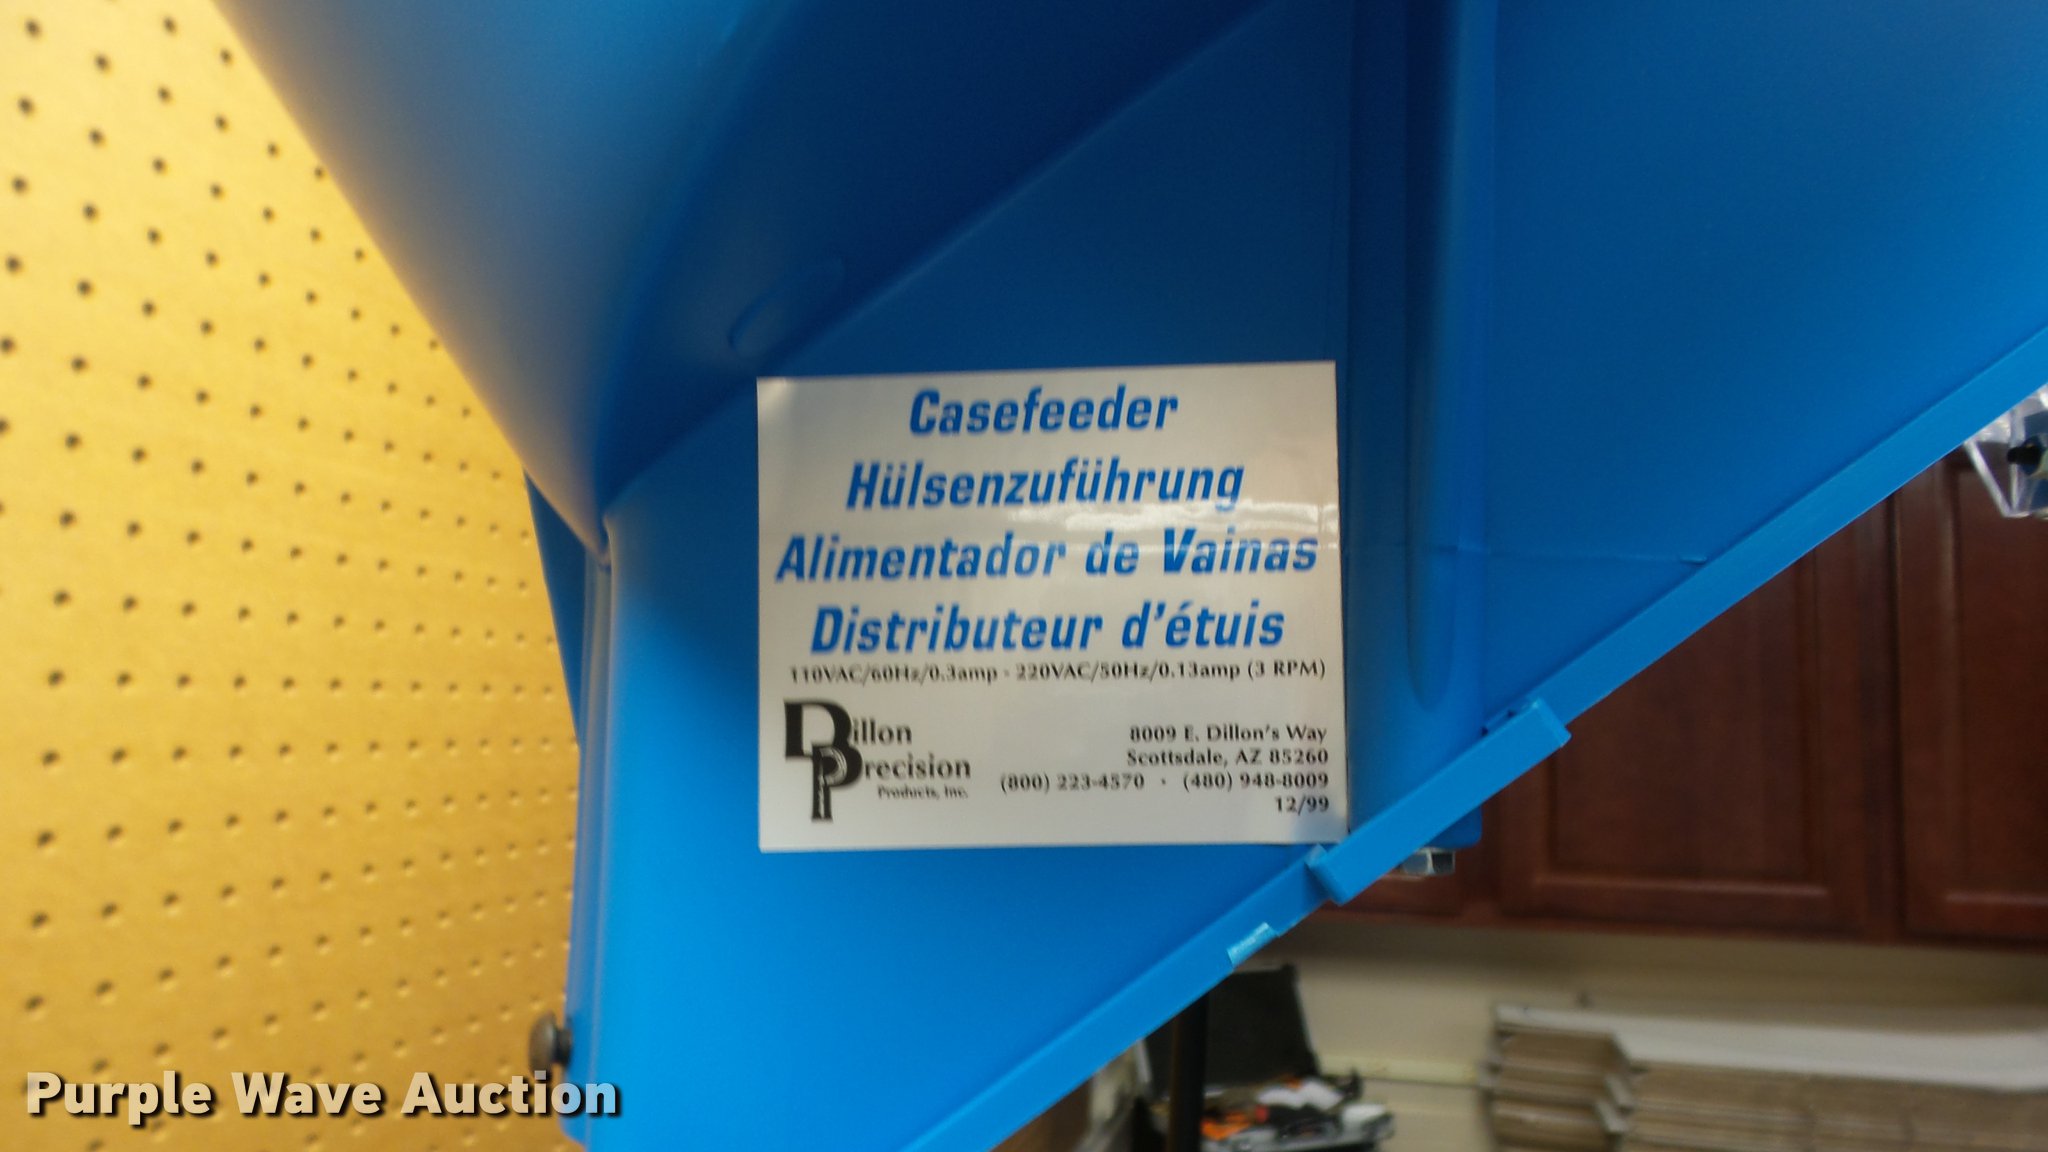 Casefeeder
Hülsenzuführung
Alimentador de Vainas
Distributeur d'étuis
110VAC/60Hz/0.3amp - 220VAC/50Hz/0.13amp (3 RPM)
Dillon
Precision
Products, Inc.
8009 E. Dillon's Way
Scottsdale, AZ 85260
(800) 223-4570 • (480) 948-8009
12/99
Purple Wave Auction